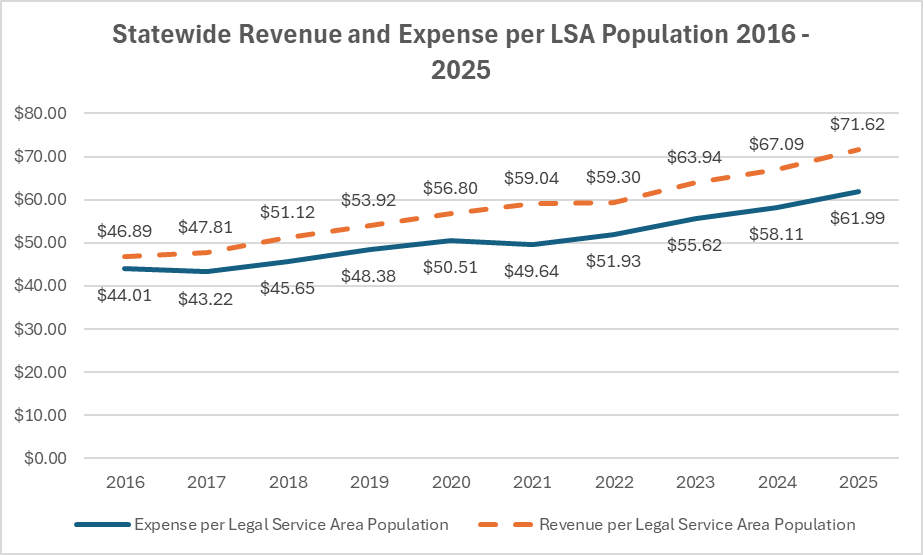 Statewide Revenue and Expense per LSA Population 2016 -
2025
$80.00
$70.00
$60.00
$50.00
$40.00
$30.00
$20.00
$10.00
$0.00
$46.89 $47.81 $51.12 $53.92 $56.80 $59.04 $59.30 $63.94 $67.09 $71.62
$44.01 $43.22 $45.65 $48.38 $50.51 $49.64 $51.93 $55.62 $58.11 $61.99
2016 2017 2018 2019 2020 2021 2022 2023 2024 2025
Expense per Legal Service Area Population Revenue per Legal Service Area Population